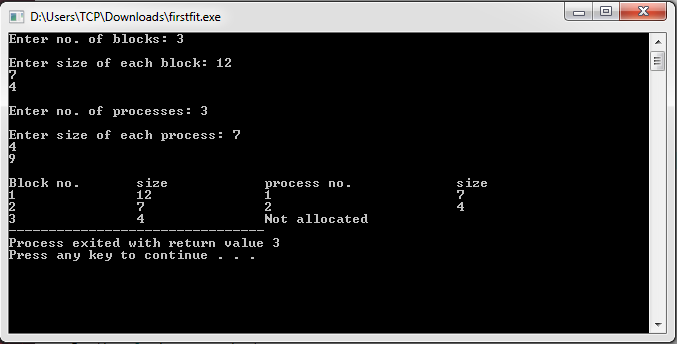 D:\Users\TCP\Downloads\firstfit.exe
Enter no. of blocks: 3
Enter size of each block: 12
7
4
Enter no. of processes: 3
Enter size of each process: 7
4
9
Block no. size process no. size
1 12 1 7
2 7 2 4
3 4 Not allocated
--------------------------------
Process exited with return value 3
Press any key to continue . . .